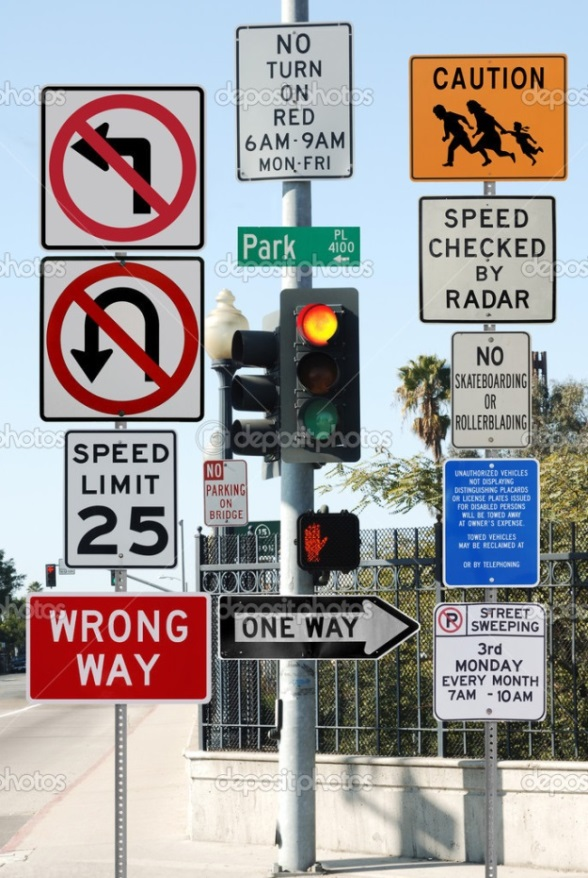 NO
TURN
ON
RED
6AM-9AM
MON-FRI
CAUTION
Park PL
4100
SPEED
CHECKED
BY
RADAR
NO
SKATEBOARDING
OR
ROLLERBLADING
SPEED
LIMIT
25
NO
PARKING
ON
BRIDGE
UNAUTHORIZED VEHICLES
NOT DISPLAYING
DISTINGUISHING PLACARDS
OR LICENSE PLATES ISSUED
FOR DISABLED PERSONS
WILL BE TOWED AWAY
AT OWNER'S EXPENSE.
TOWED VEHICLES
MAY BE RECLAIMED AT
OR BY TELEPHONING
WRONG
WAY
ONE WAY
P STREET
SWEEPING
3rd
MONDAY
EVERY MONTH
7AM - 10AM
depositphotos